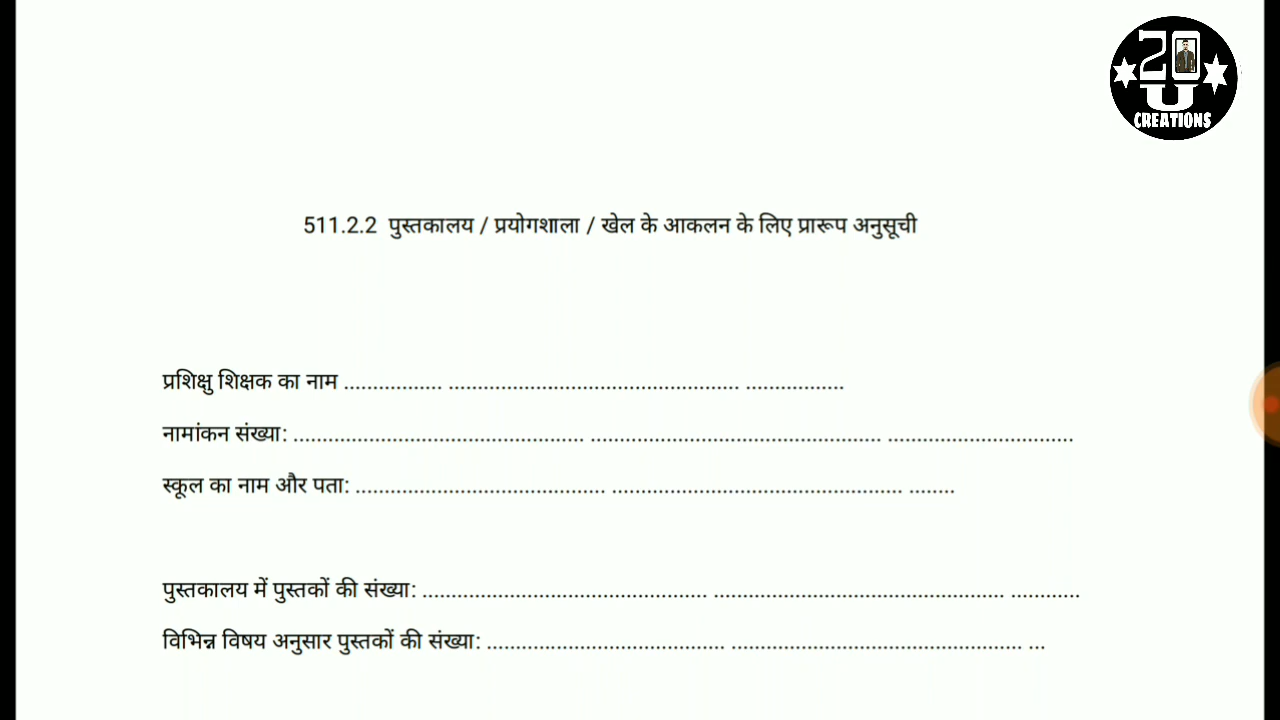 20
U
CREATIONS
511.2.2 पुस्तकालय / प्रयोगशाला / खेल के आकलन के लिए प्रारूप अनुसूची
प्रशिक्षु शिक्षक का नाम ................. .................................................. .................
नामांकन संख्या: .................................................. .................................................. ................................
स्कूल का नाम और पता: ........................................... .................................................. ........
पुस्तकालय में पुस्तकों की संख्या: ................................................. .................................................. ............
विभिन्न विषय अनुसार पुस्तकों की संख्या: ......................................... .................................................. ...